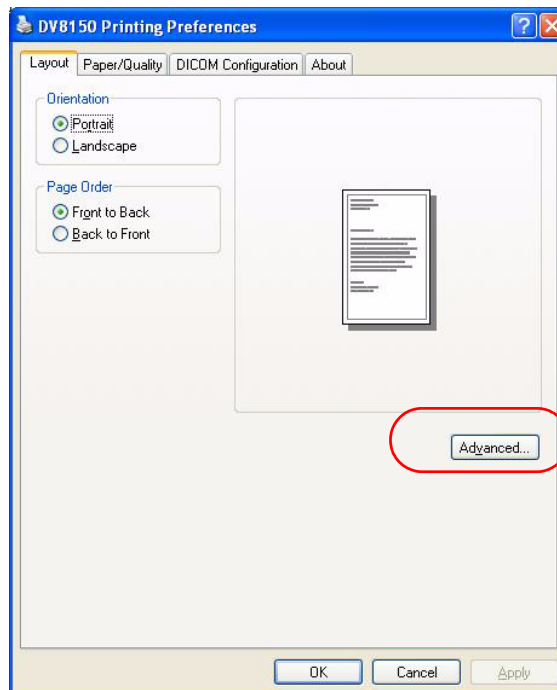 DV8150 Printing Preferences
Layout Paper/Quality DICOM Configuration About
Orientation
Portrait
Landscape
Page Order
Front to Back
Back to Front
Advanced...
OK Cancel Apply